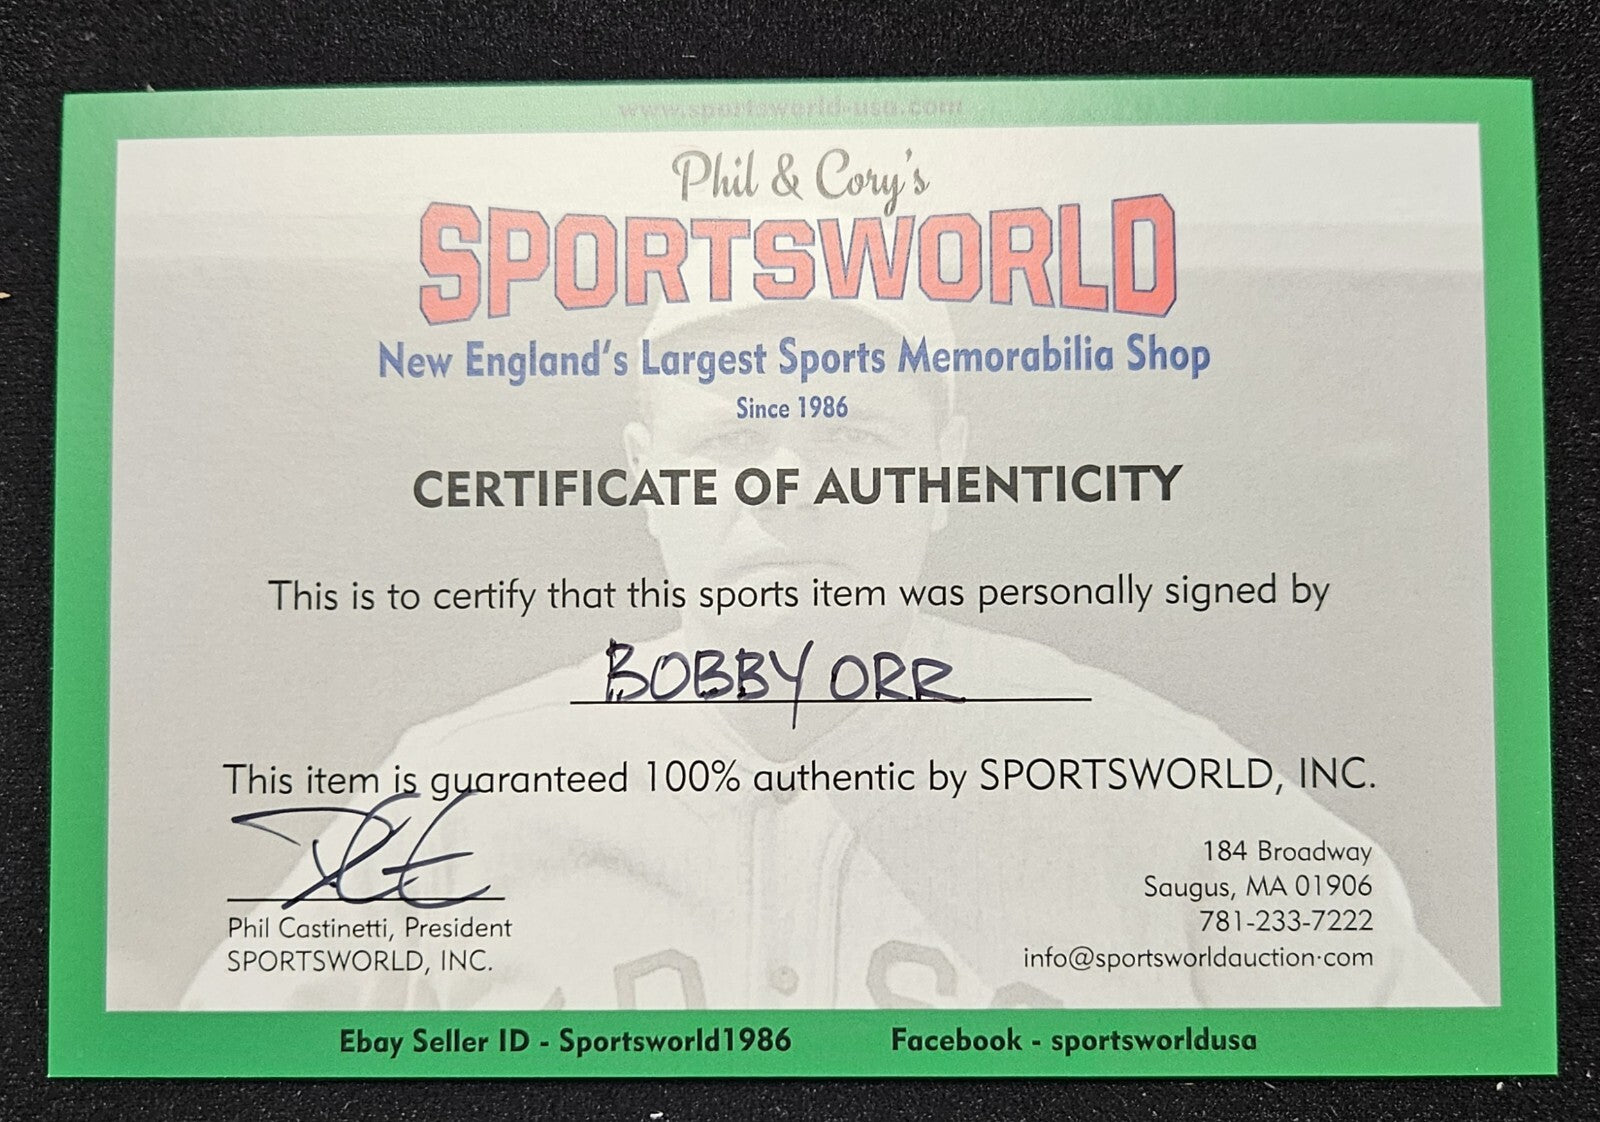 www.sportsworld-usa.com
Phil & Cory's
SPORTSWORLD
New England's Largest Sports Memorabilia Shop
Since 1986
CERTIFICATE OF AUTHENTICITY
This is to certify that this sports item was personally signed by
BOBBY ORR
This item is guaranteed 100% authentic by SPORTSWORLD, INC.
184 Broadway
Saugus, MA 01906
781-233-7222
info@sportsworldauction.com
Phil Castinetti, President
SPORTSWORLD, INC.
Ebay Seller ID - Sportsworld1986
Facebook - sportsworldusa